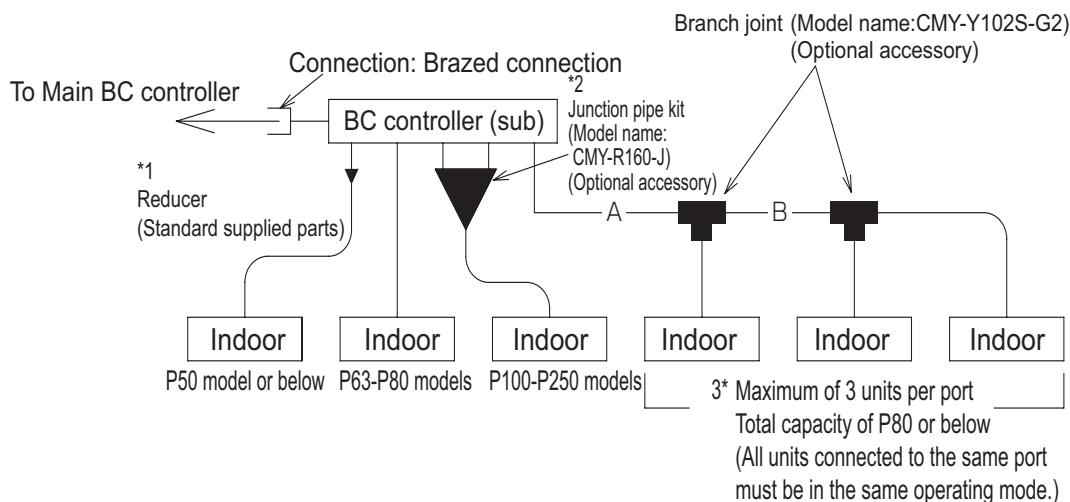 Branch joint (Model name:CMY-Y102S-G2)
(Optional accessory)
Connection: Brazed connection
To Main BC controller
BC controller (sub)
*2
Junction pipe kit
(Model name:
CMY-R160-J)
(Optional accessory)
*1
Reducer
(Standard supplied parts)
A
B
Indoor
Indoor
Indoor
Indoor
Indoor
Indoor
P50 model or below
P63-P80 models
P100-P250 models
3* Maximum of 3 units per port
Total capacity of P80 or below
(All units connected to the same port
must be in the same operating mode.)